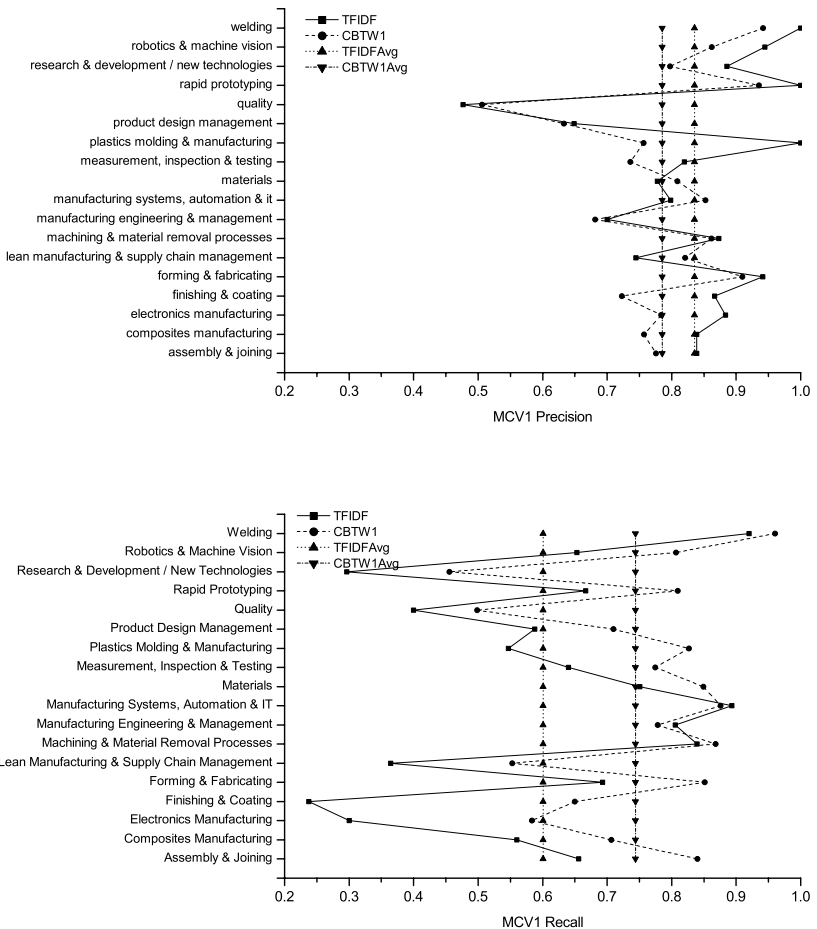 TFIDF
CBTW1
TFIDFAvg
CBTW1Avg
welding
robotics & machine vision
research & development / new technologies
rapid prototyping
quality
product design management
plastics molding & manufacturing
measurement, inspection & testing
materials
manufacturing systems, automation & it
manufacturing engineering & management
machining & material removal processes
lean manufacturing & supply chain management
forming & fabricating
finishing & coating
electronics manufacturing
composites manufacturing
assembly & joining
0.2 0.3 0.4 0.5 0.6 0.7 0.8 0.9 1.0
MCV1 Precision
TFIDF
CBTW1
TFIDFAvg
CBTW1Avg
Welding
Robotics & Machine Vision
Research & Development / New Technologies
Rapid Prototyping
Quality
Product Design Management
Plastics Molding & Manufacturing
Measurement, Inspection & Testing
Materials
Manufacturing Systems, Automation & IT
Manufacturing Engineering & Management
Machining & Material Removal Processes
Lean Manufacturing & Supply Chain Management
Forming & Fabricating
Finishing & Coating
Electronics Manufacturing
Composites Manufacturing
Assembly & Joining
0.2 0.3 0.4 0.5 0.6 0.7 0.8 0.9 1.0
MCV1 Recall